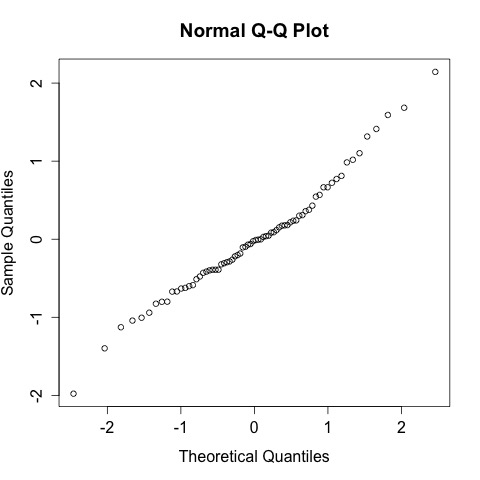 Normal Q-Q Plot
Sample Quantiles
2
1
0
-1
-2
-2 -1 0 1 2
Theoretical Quantiles